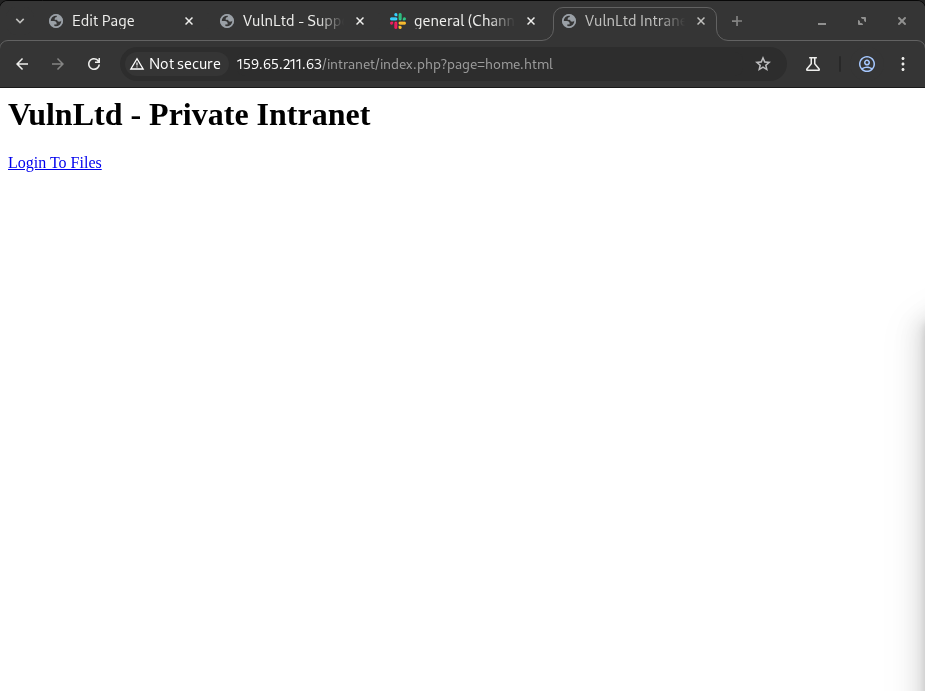 Edit Page
VulnLtd - Supp
general (Chann
VulnLtd Intran
Not secure 159.65.211.63/intranet/index.php?page=home.html
VulnLtd - Private Intranet
Login To Files